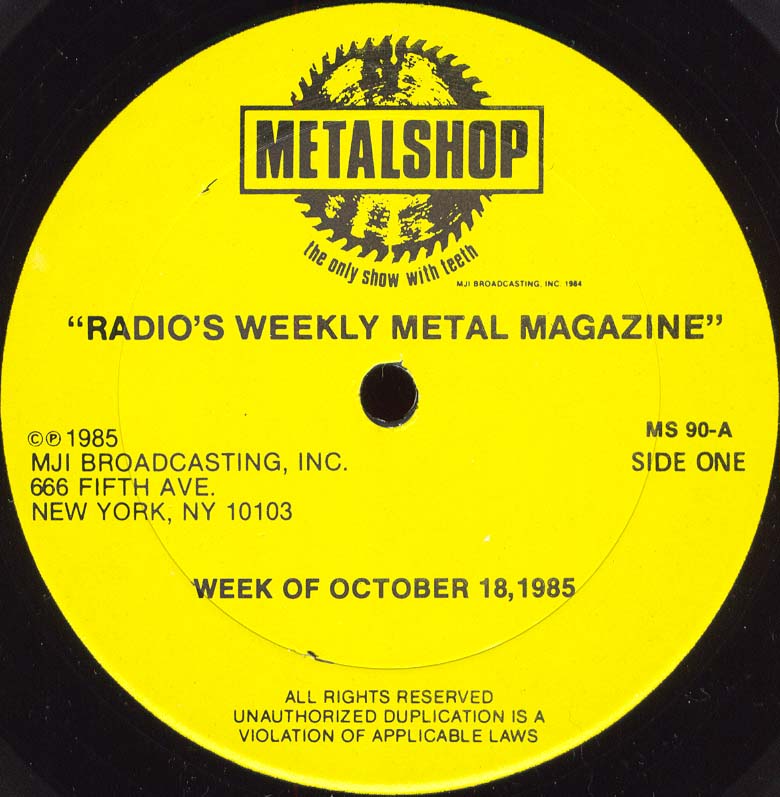 METALSHOP
the only show with teeth
MJI BROADCASTING, INC. 1984
“RADIO’S WEEKLY METAL MAGAZINE”
©℗ 1985
MJI BROADCASTING, INC.
666 FIFTH AVE.
NEW YORK, NY 10103
MS 90-A
SIDE ONE
WEEK OF OCTOBER 18,1985
ALL RIGHTS RESERVED
UNAUTHORIZED DUPLICATION IS A
VIOLATION OF APPLICABLE LAWS